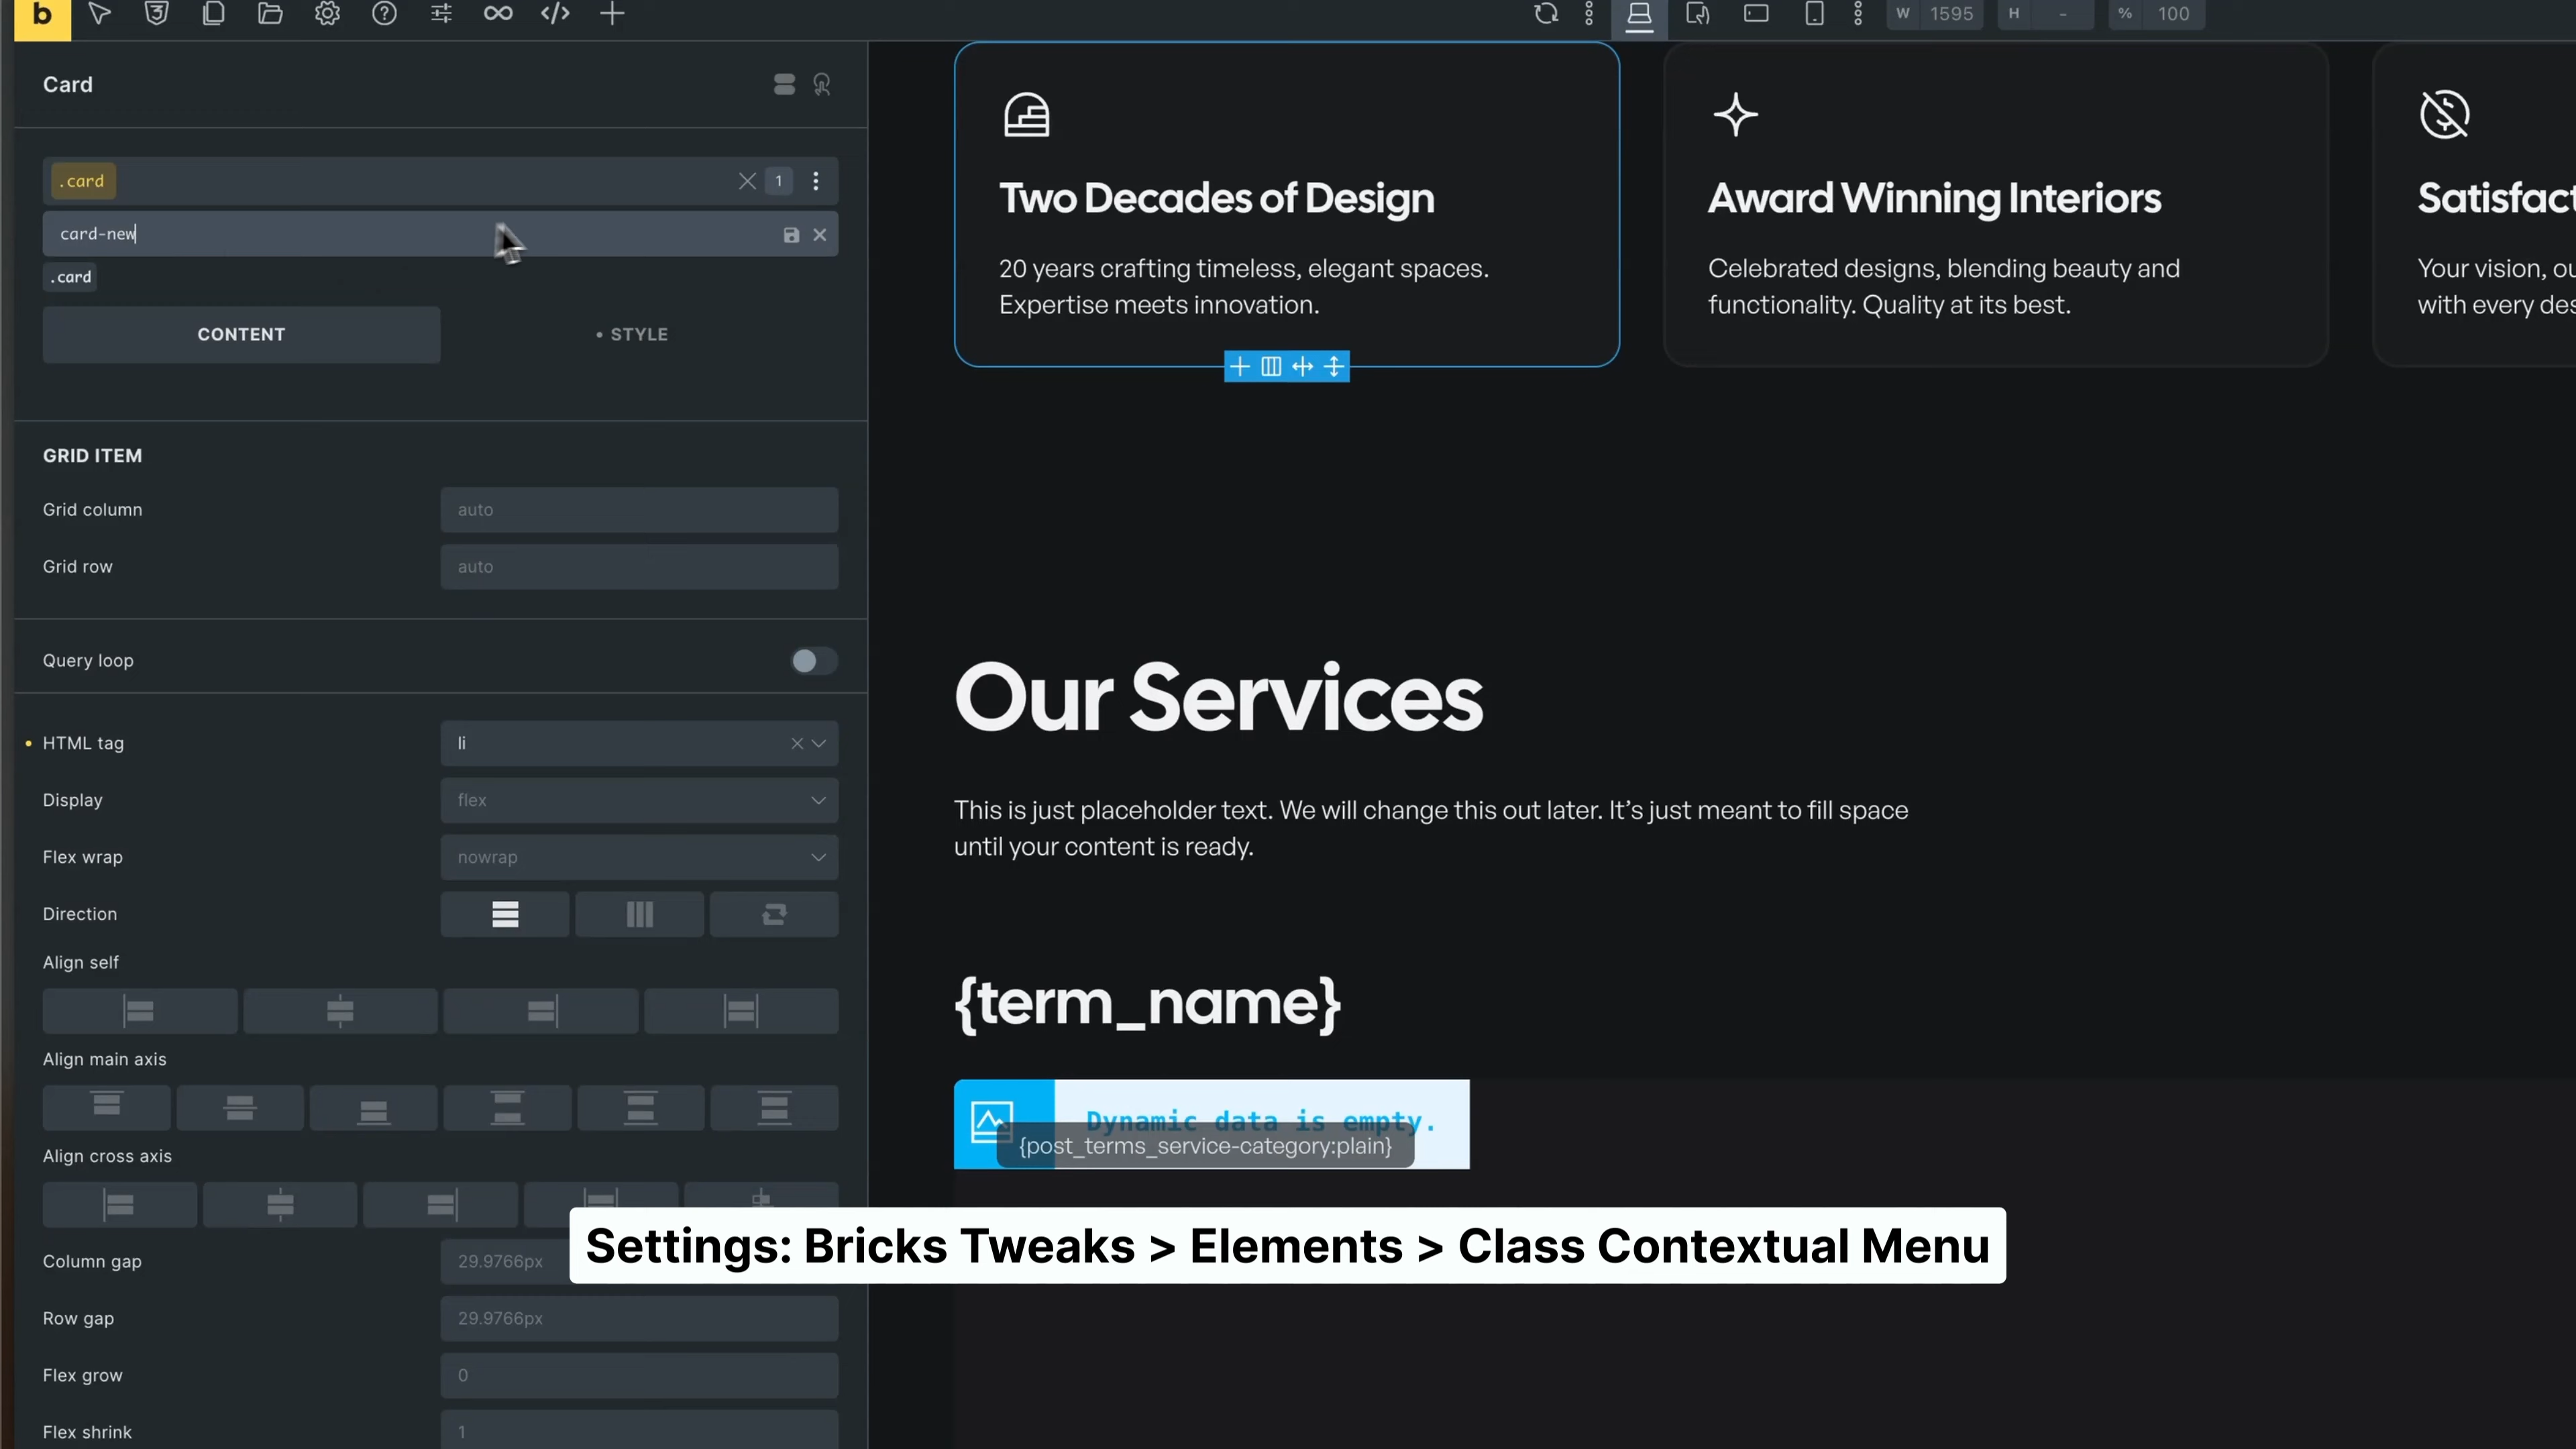 b
W 1595 H - % 100
Card
.card
1
card-new
.card
CONTENT
STYLE
GRID ITEM
Grid column
auto
Grid row
auto
Query loop
HTML tag
li
Display
flex
Flex wrap
nowrap
Direction
Align self
Align main axis
Align cross axis
Column gap
29.9766px
Row gap
29.9766px
Flex grow
0
Flex shrink
1
Two Decades of Design
20 years crafting timeless, elegant spaces.
Expertise meets innovation.
Award Winning Interiors
Celebrated designs, blending beauty and
functionality. Quality at its best.
Satisfact
Your vision, ou
with every des
Our Services
This is just placeholder text. We will change this out later. It’s just meant to fill space
until your content is ready.
{term_name}
Dynamic data is empty.
{post_terms_service-category:plain}
Settings: Bricks Tweaks > Elements > Class Contextual Menu